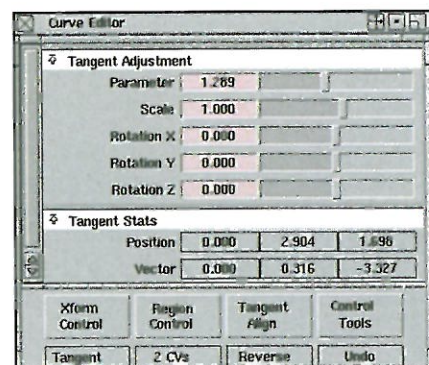 Curve Editor
Tangent Adjustment
Parameter 1.289
Scale 1.000
Rotation X 0.000
Rotation Y 0.000
Rotation Z 0.000
Tangent Stats
Position 0.000 2.904 1.698
Vector 0.000 0.316 -3.327
Xform Control Region Control Tangent Align Control Tools
Tangent 2 CVs Reverse Undo